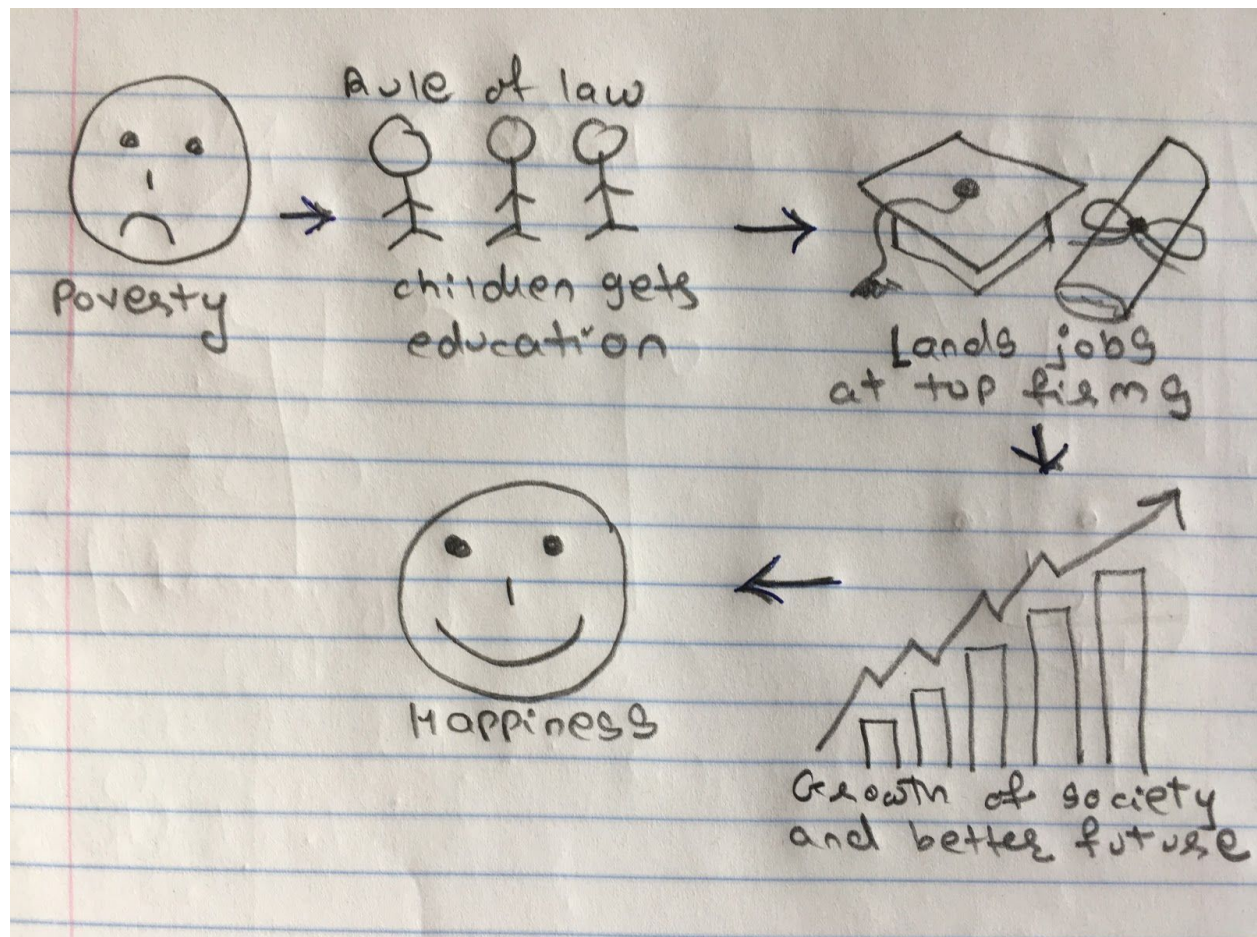 Rule of law
Poverty
children gets
education
Lands jobs
at top firms
Happiness
Growth of society
and better future